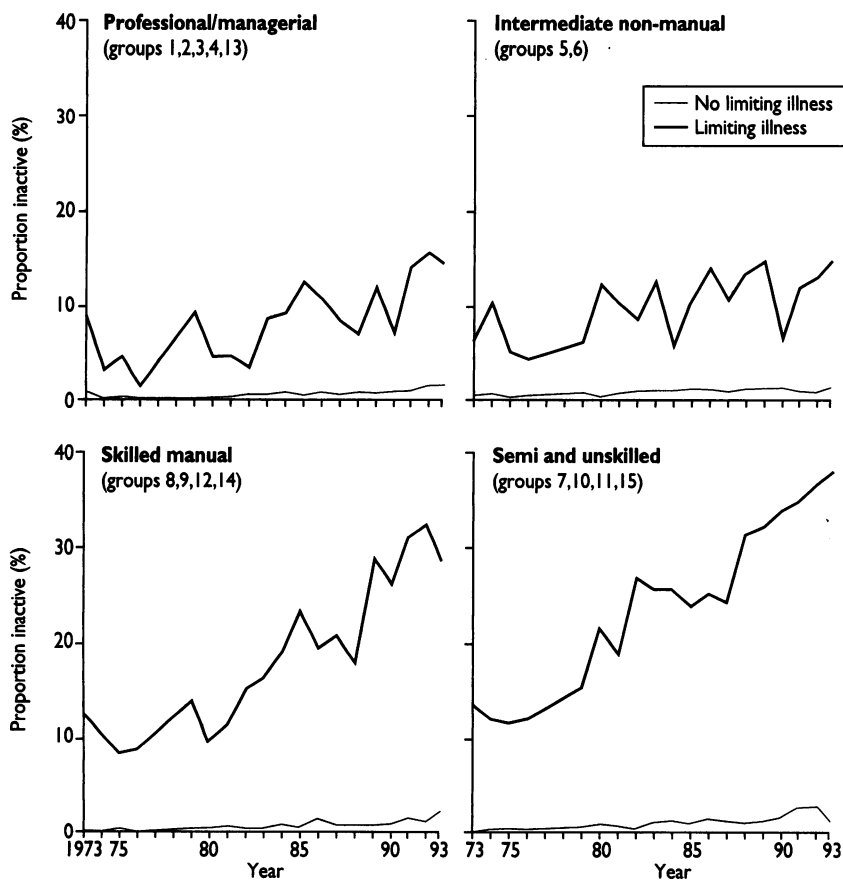 Professional/managerial
(groups 1,2,3,4,13)
40
30
20
10
0
Proportion inactive (%)
Intermediate non-manual
(groups 5,6)
No limiting illness
Limiting illness
Skilled manual
(groups 8,9,12,14)
40
30
20
10
0
Proportion inactive (%)
1973 75 80 85 90 93
Year
Semi and unskilled
(groups 7,10,11,15)
73 75 80 85 90 93
Year